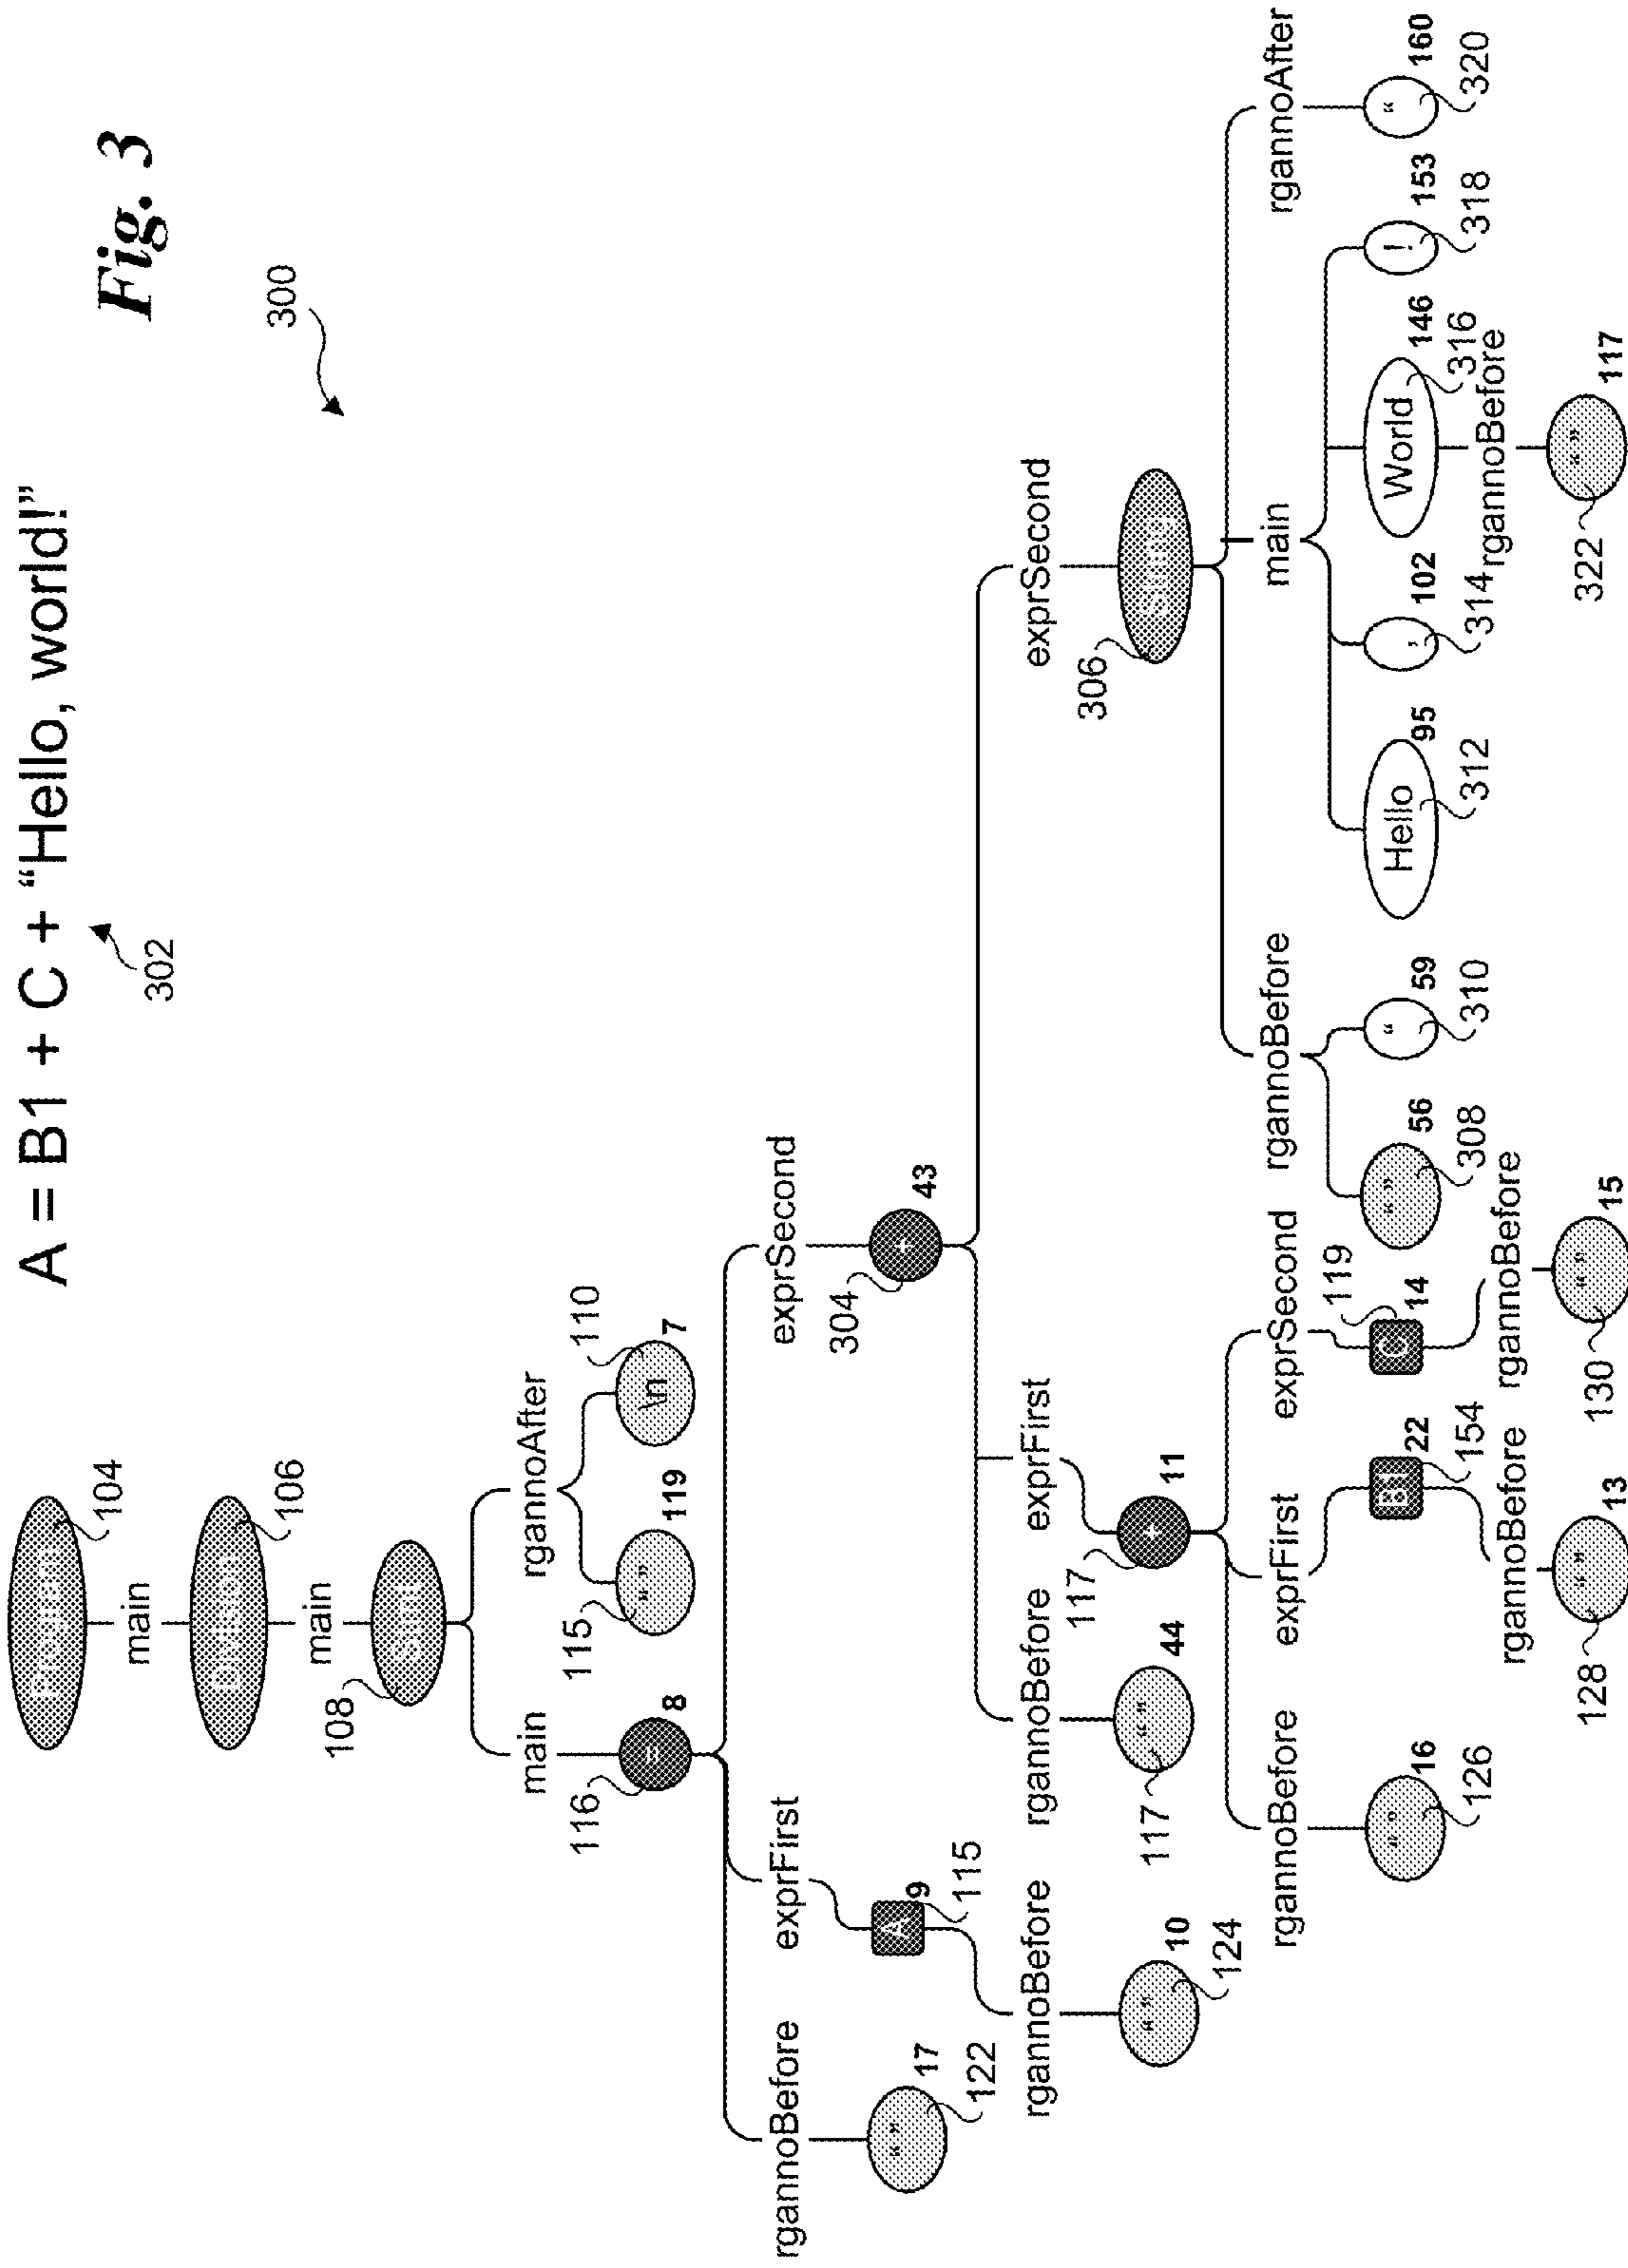 A = B1 + C + “Hello, world!”
Fig. 3
302
300
Program
104
main
Division
106
main
Stmt
108
main
rgannoAfter
=
116
8
“ ”
115
119
\n
110
7
rgannoBefore
exprFirst
exprSecond
“ ”
17
122
A
9
115
+
304
43
rgannoBefore
“ ”
10
124
rgannoBefore
exprFirst
exprSecond
“ ”
44
117
+
117
11
306
rgannoBefore
exprFirst
exprSecond
rgannoBefore
main
rgannoAfter
“ ”
16
126
B1
22
154
C
14
119
“ ”
56
308
“
59
310
Hello
95
312
,
102
314
World
146
316
!
153
318
“
160
320
rgannoBefore
rgannoBefore
rgannoBefore
“ ”
13
128
“ ”
15
130
“ ”
117
322